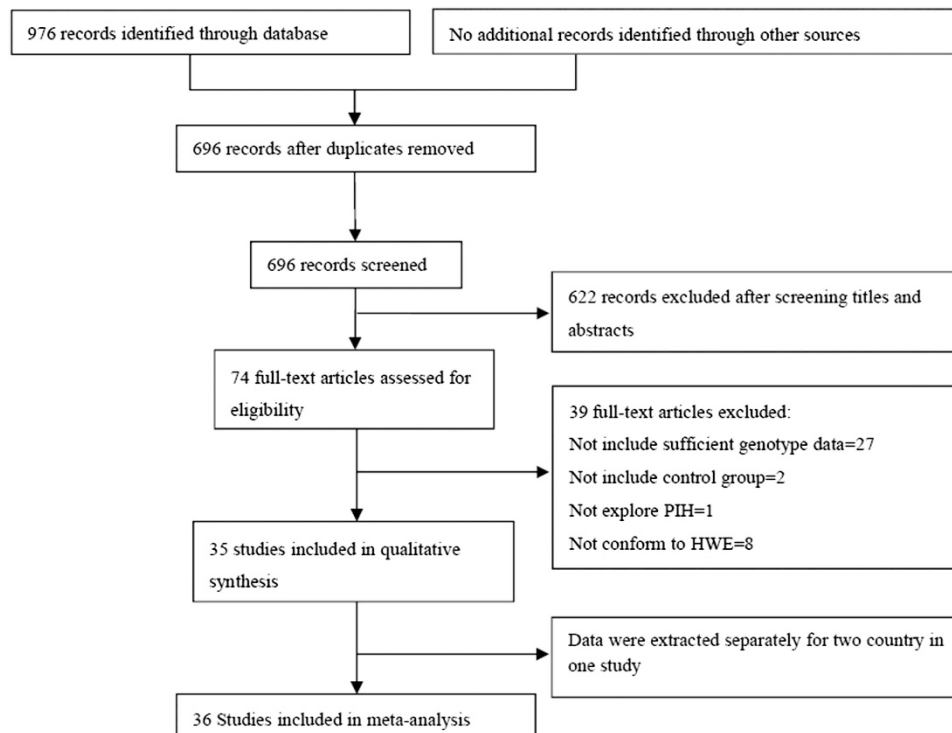 976 records identified through database
No additional records identified through other sources
696 records after duplicates removed
696 records screened
622 records excluded after screening titles and
abstracts
74 full-text articles assessed for
eligibility
39 full-text articles excluded:
Not include sufficient genotype data=27
Not include control group=2
Not explore PIH=1
Not conform to HWE=8
35 studies included in qualitative
synthesis
Data were extracted separately for two country in
one study
36 Studies included in meta-analysis